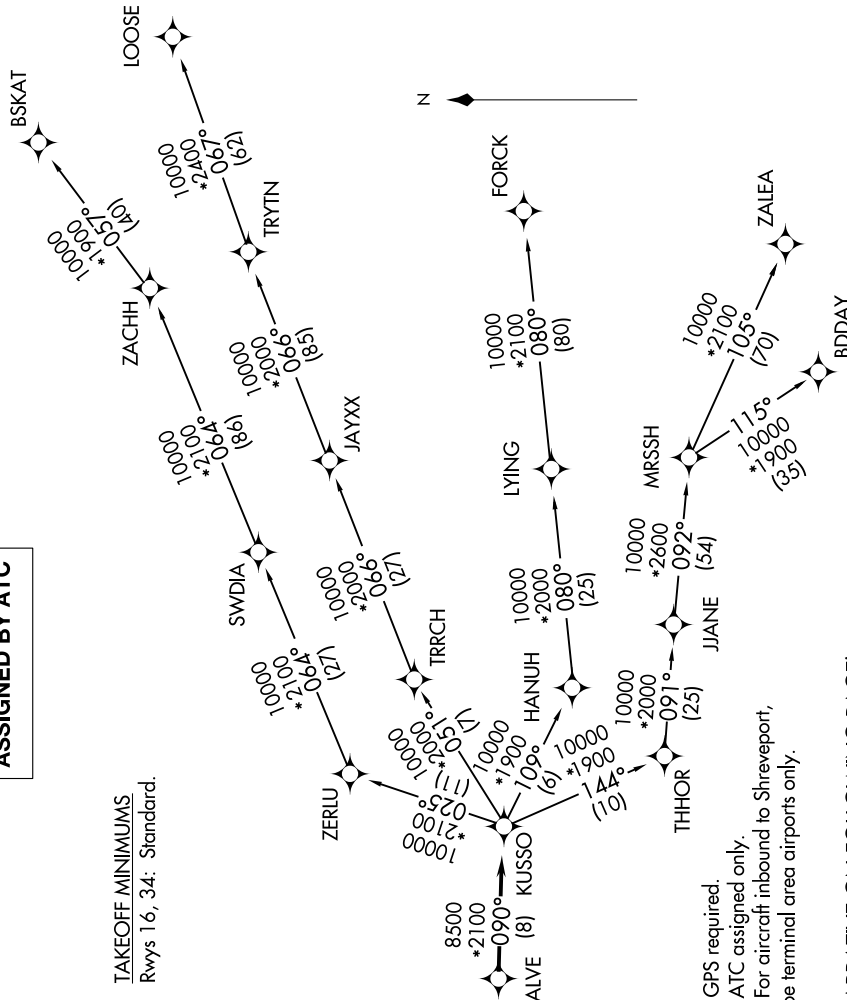 ASSIGNED BY ATC
TAKEOFF MINIMUMS
Rwys 16, 34: Standard.
BSKAT
10000
*1900
057°
(40)
ZACHH
10000
*2100
064°
(86)
SWDIA
10000
*2100
064°
(27)
ZERLU
10000
*2100
025°
(11)
LOOSE
10000
*2400
067°
(62)
TRYTN
10000
*2000
066°
(85)
JAYXX
10000
*2000
066°
(27)
TRRCH
10000
*2000
051°
(7)
N
FORCK
10000
*2100
080°
(80)
LYING
10000
*2000
080°
(25)
HANUH
10000
*1900
109°
(6)
ZALEA
10000
*2100
105°
(70)
BDDAY
115°
10000
*1900
(35)
MRSSH
10000
*2600
092°
(54)
JJANE
10000
*2000
091°
(25)
THHOR
10000
*1900
144°
(10)
KUSSO
8500
*2100
090°
(8)
ALVE
GPS required.
ATC assigned only.
For aircraft inbound to Shreveport,
terminal area airports only.